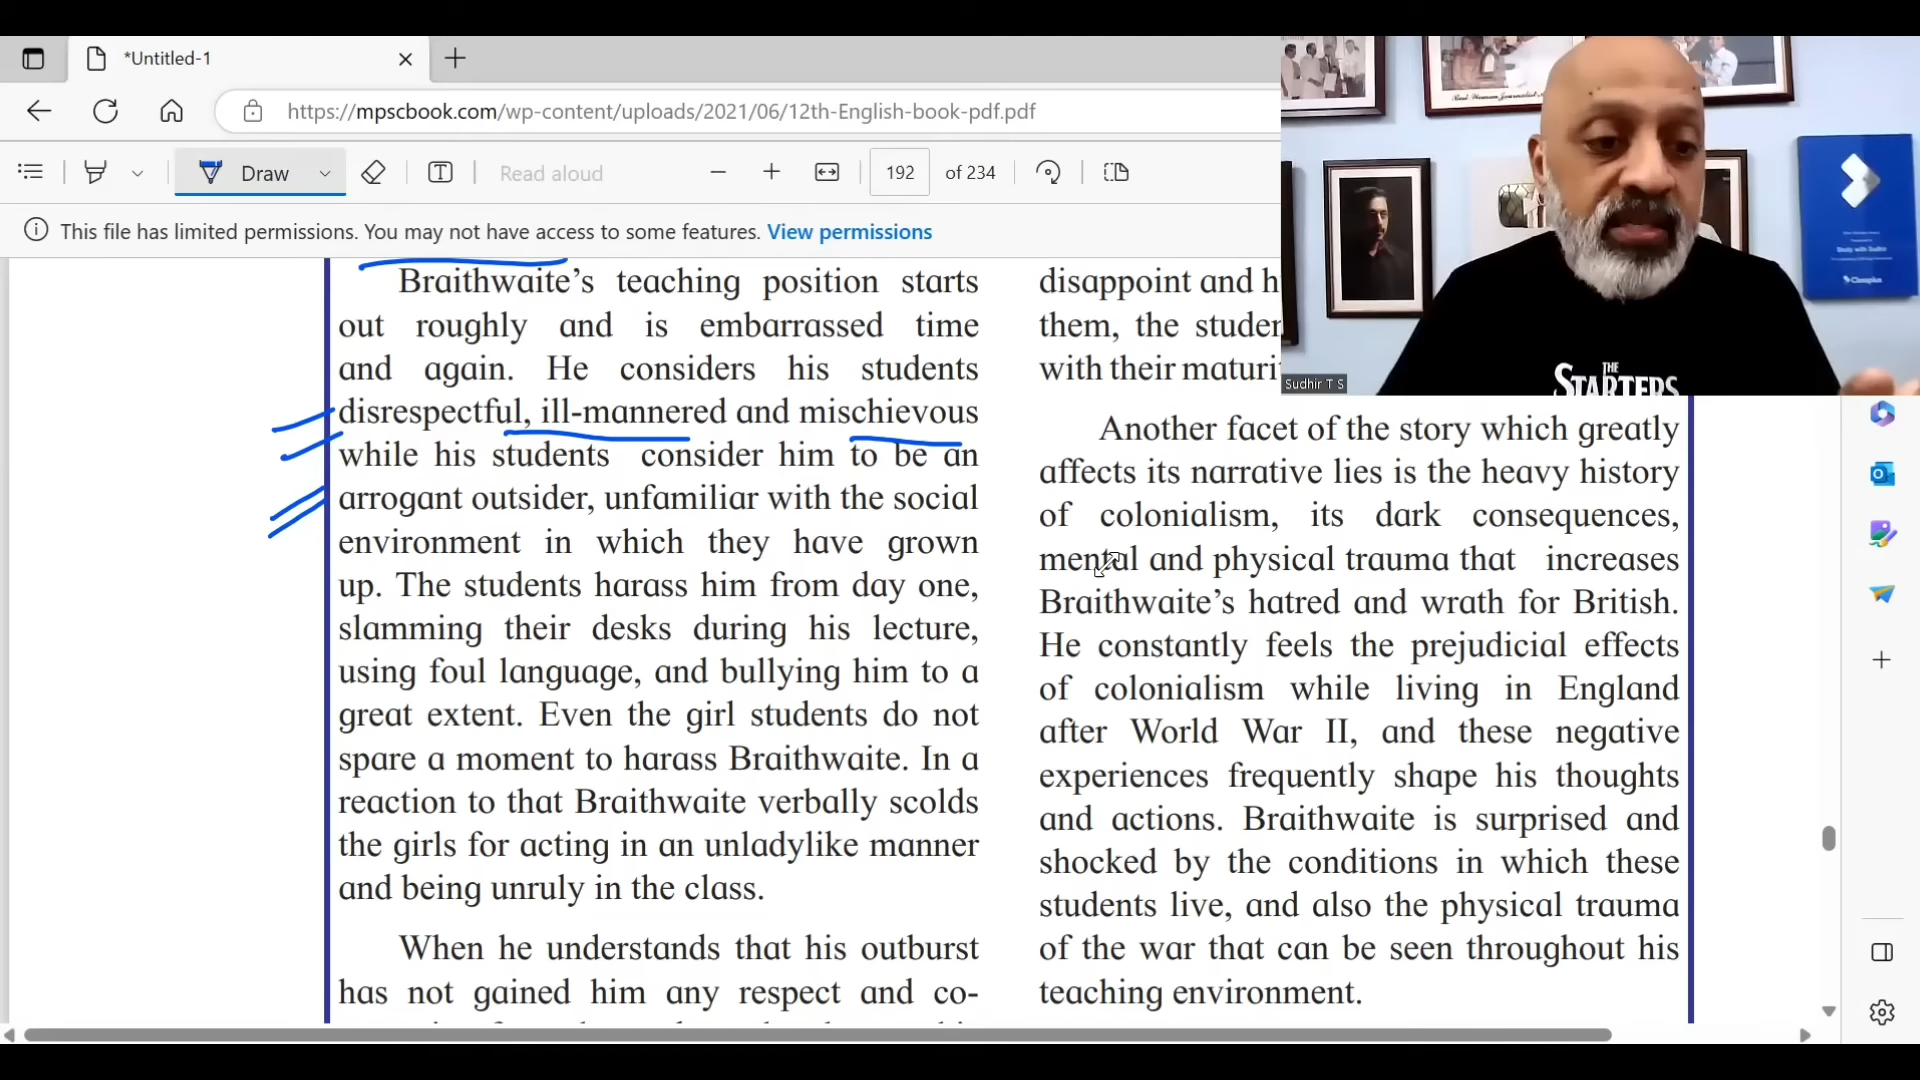 *Untitled-1
https://mpscbook.com/wp-content/uploads/2021/06/12th-English-book-pdf.pdf
Draw
Read aloud
192
of 234
This file has limited permissions. You may not have access to some features. View permissions
Braithwaite’s teaching position starts
out roughly and is embarrassed time
and again. He considers his students
disrespectful, ill-mannered and mischievous
while his students consider him to be an
arrogant outsider, unfamiliar with the social
environment in which they have grown
up. The students harass him from day one,
slamming their desks during his lecture,
using foul language, and bullying him to a
great extent. Even the girl students do not
spare a moment to harass Braithwaite. In a
reaction to that Braithwaite verbally scolds
the girls for acting in an unladylike manner
and being unruly in the class.
When he understands that his outburst
has not gained him any respect and co-
disappoint and h
them, the studen
with their maturi
Another facet of the story which greatly
affects its narrative lies is the heavy history
of colonialism, its dark consequences,
mental and physical trauma that increases
Braithwaite’s hatred and wrath for British.
He constantly feels the prejudicial effects
of colonialism while living in England
after World War II, and these negative
experiences frequently shape his thoughts
and actions. Braithwaite is surprised and
shocked by the conditions in which these
students live, and also the physical trauma
of the war that can be seen throughout his
teaching environment.
Sudhir T S
THE
STARTERS
Study with Sudhir
Classplus